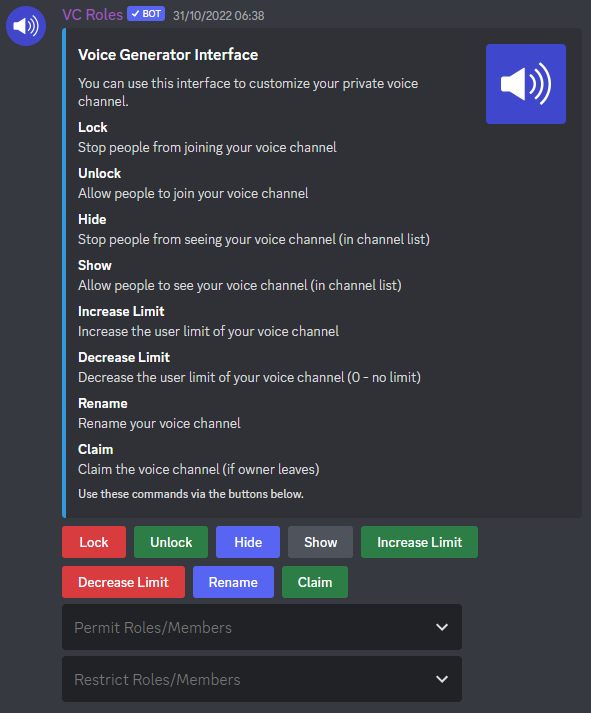 VC Roles ✓ BOT 31/10/2022 06:38
Voice Generator Interface
You can use this interface to customize your private voice
channel.
Lock
Stop people from joining your voice channel
Unlock
Allow people to join your voice channel
Hide
Stop people from seeing your voice channel (in channel list)
Show
Allow people to see your voice channel (in channel list)
Increase Limit
Increase the user limit of your voice channel
Decrease Limit
Decrease the user limit of your voice channel (0 - no limit)
Rename
Rename your voice channel
Claim
Claim the voice channel (if owner leaves)
Use these commands via the buttons below.
Lock Unlock Hide Show Increase Limit
Decrease Limit Rename Claim
Permit Roles/Members
Restrict Roles/Members